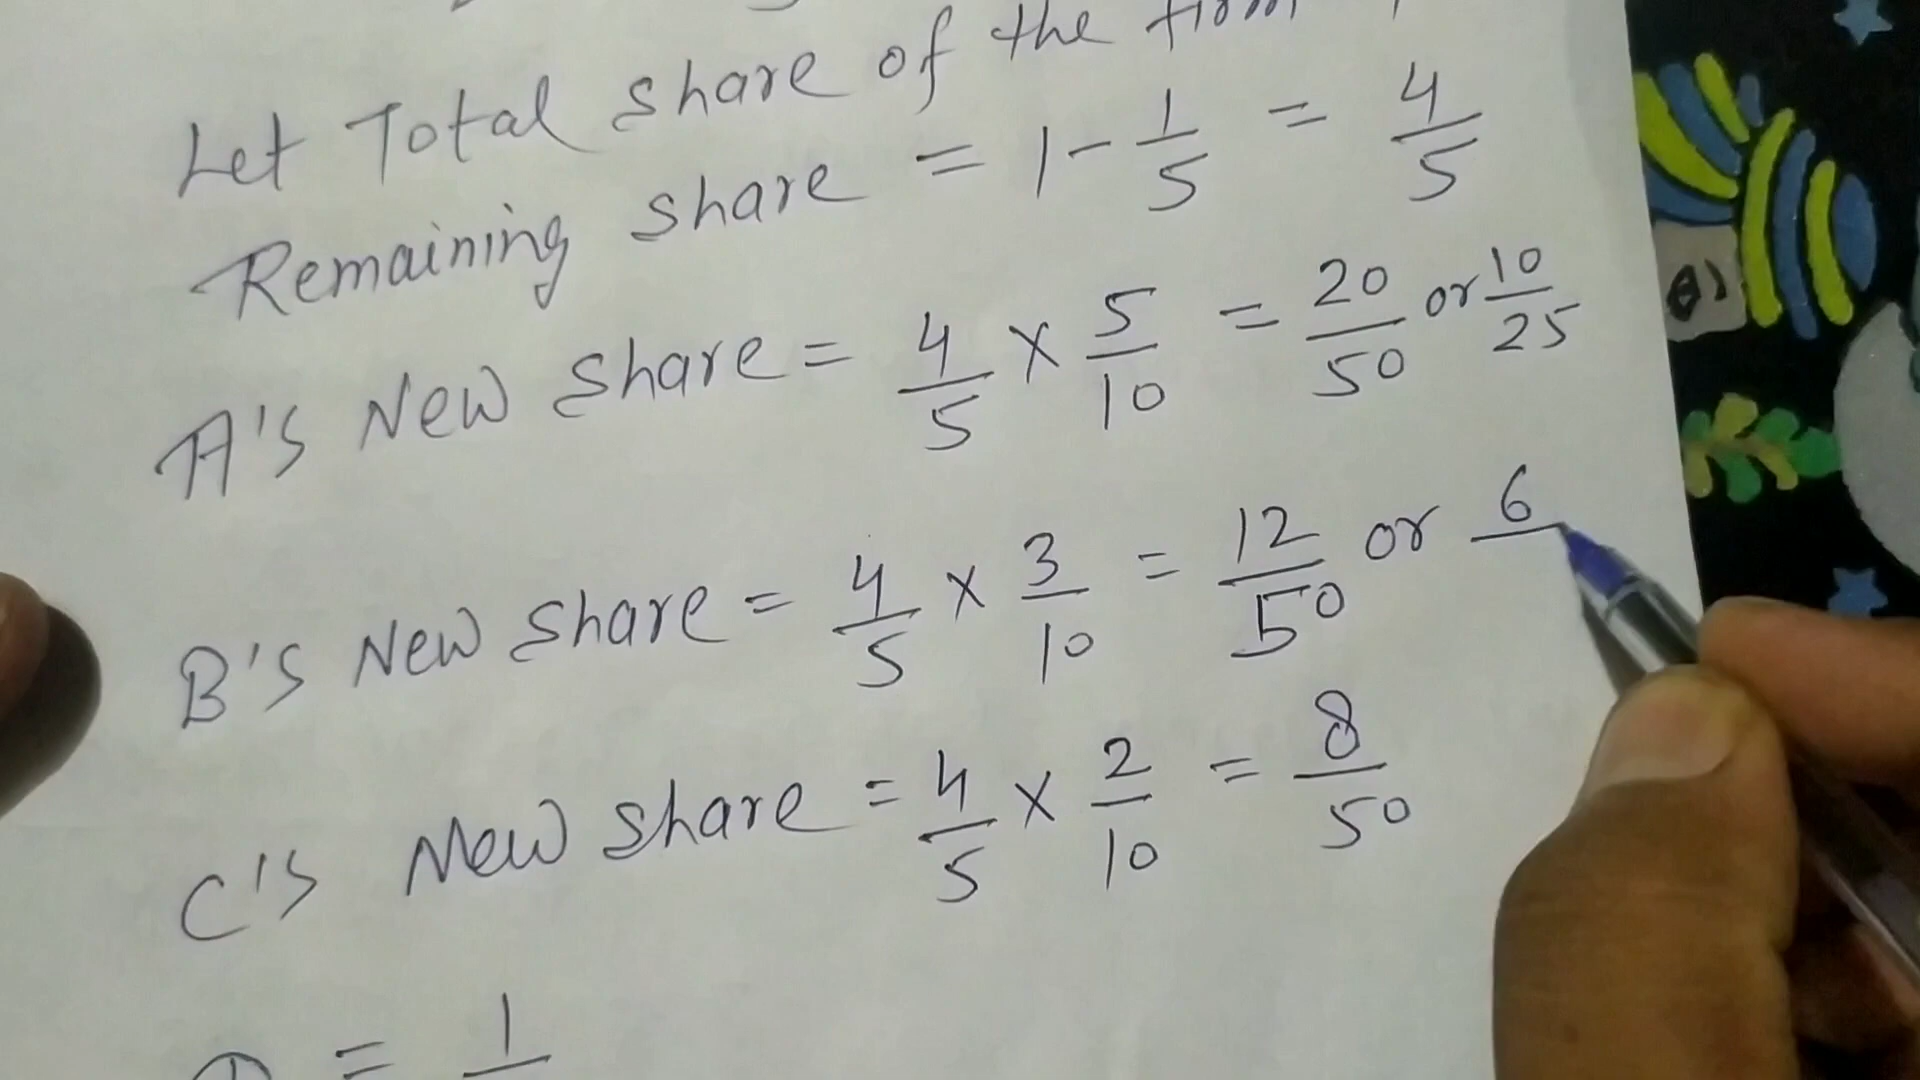 Let Total share of the firm
Remaining share = 1 - 1/5 = 4/5
A's New share = 4/5 × 5/10 = 20/50 or 10/25
B's New share = 4/5 × 3/10 = 12/50 or 6/
C's New share = 4/5 × 2/10 = 8/50
D = 1/